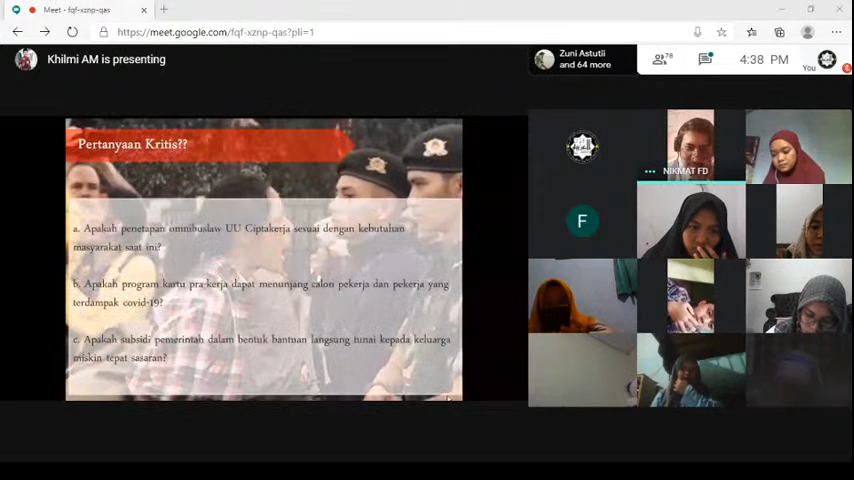 Meet - fqf-xznp-qas
https://meet.google.com/fqf-xznp-qas?pli=1
Khilmi AM is presenting
Zuni Astutii
and 64 more
78
4:38 PM
You
Pertanyaan Kritis??
NIKMAT FD
F
a. Apakah penetapan omnibuslaw UU Ciptakerja sesuai dengan kebutuhan
masyarakat saat ini?
b. Apakah program kartu pra-kerja dapat menunjang calon pekerja dan pekerja yang
terdampak covid-19?
c. Apakah subsidi pemerintah dalam bentuk bantuan langsung tunai kepada keluarga
miskin tepat sasaran?